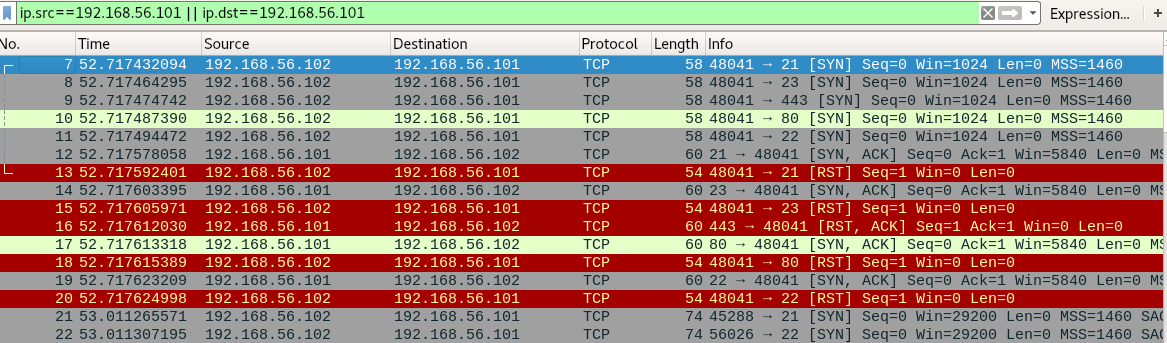 ip.src==192.168.56.101 || ip.dst==192.168.56.101 Expression... +
No. Time Source Destination Protocol Length Info
7 52.717432094 192.168.56.102 192.168.56.101 TCP 58 48041 → 21 [SYN] Seq=0 Win=1024 Len=0 MSS=1460
8 52.717464295 192.168.56.102 192.168.56.101 TCP 58 48041 → 23 [SYN] Seq=0 Win=1024 Len=0 MSS=1460
9 52.717474742 192.168.56.102 192.168.56.101 TCP 58 48041 → 443 [SYN] Seq=0 Win=1024 Len=0 MSS=1460
10 52.717487390 192.168.56.102 192.168.56.101 TCP 58 48041 → 80 [SYN] Seq=0 Win=1024 Len=0 MSS=1460
11 52.717494472 192.168.56.102 192.168.56.101 TCP 58 48041 → 22 [SYN] Seq=0 Win=1024 Len=0 MSS=1460
12 52.717578058 192.168.56.101 192.168.56.102 TCP 60 21 → 48041 [SYN, ACK] Seq=0 Ack=1 Win=5840 Len=0 MS
13 52.717592401 192.168.56.102 192.168.56.101 TCP 54 48041 → 21 [RST] Seq=1 Win=0 Len=0
14 52.717603395 192.168.56.101 192.168.56.102 TCP 60 23 → 48041 [SYN, ACK] Seq=0 Ack=1 Win=5840 Len=0 MS
15 52.717605971 192.168.56.102 192.168.56.101 TCP 54 48041 → 23 [RST] Seq=1 Win=0 Len=0
16 52.717612030 192.168.56.101 192.168.56.102 TCP 60 443 → 48041 [RST, ACK] Seq=1 Ack=1 Win=0 Len=0
17 52.717613318 192.168.56.101 192.168.56.102 TCP 60 80 → 48041 [SYN, ACK] Seq=0 Ack=1 Win=5840 Len=0 MS
18 52.717615389 192.168.56.102 192.168.56.101 TCP 54 48041 → 80 [RST] Seq=1 Win=0 Len=0
19 52.717623209 192.168.56.101 192.168.56.102 TCP 60 22 → 48041 [SYN, ACK] Seq=0 Ack=1 Win=5840 Len=0 MS
20 52.717624998 192.168.56.102 192.168.56.101 TCP 54 48041 → 22 [RST] Seq=1 Win=0 Len=0
21 53.011265571 192.168.56.102 192.168.56.101 TCP 74 45288 → 21 [SYN] Seq=0 Win=29200 Len=0 MSS=1460 SAC
22 53.011307195 192.168.56.102 192.168.56.101 TCP 74 56026 → 22 [SYN] Seq=0 Win=29200 Len=0 MSS=1460 SAC